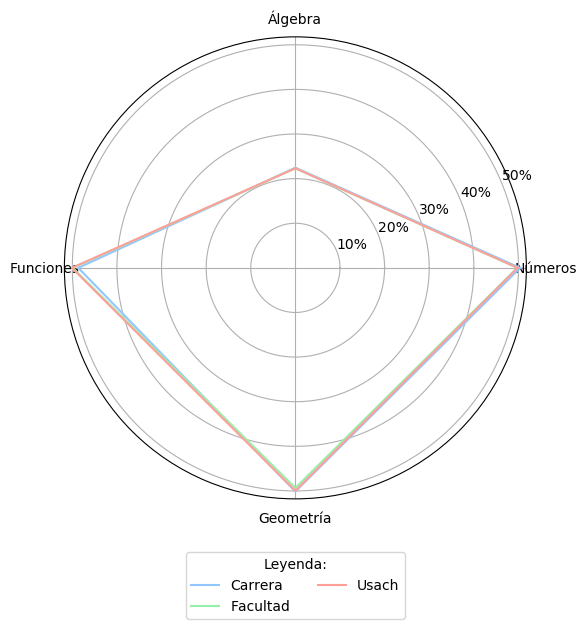 Álgebra
50%
40%
30%
20%
10%
Funciones
Números
Geometría
Leyenda:
Carrera
Usach
Facultad